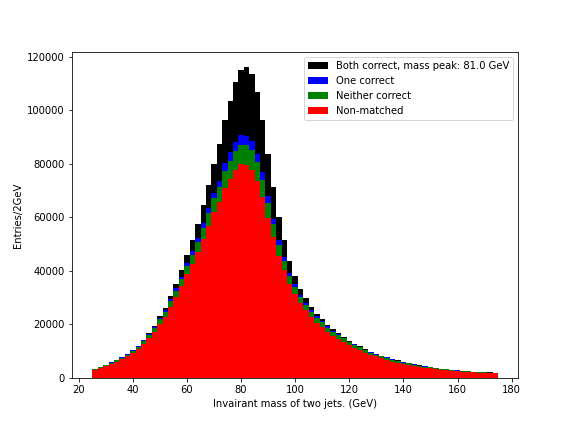 Both correct, mass peak: 81.0 GeV
One correct
Neither correct
Non-matched
120000
100000
80000
60000
40000
20000
0
Entries/2GeV
20 40 60 80 100 120 140 160 180
Invairant mass of two jets. (GeV)